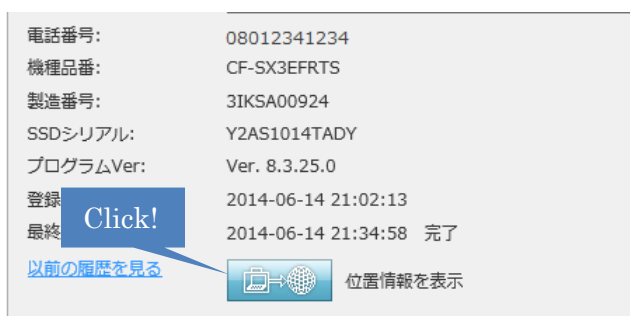 電話番号: 08012341234
機種品番: CF-SX3EFRTS
製造番号: 3IKSA00924
SSDシリアル: Y2AS1014TADY
プログラムVer: Ver. 8.3.25.0
登録 2014-06-14 21:02:13
Click!
最終 2014-06-14 21:34:58 完了
以前の履歴を見る 位置情報を表示